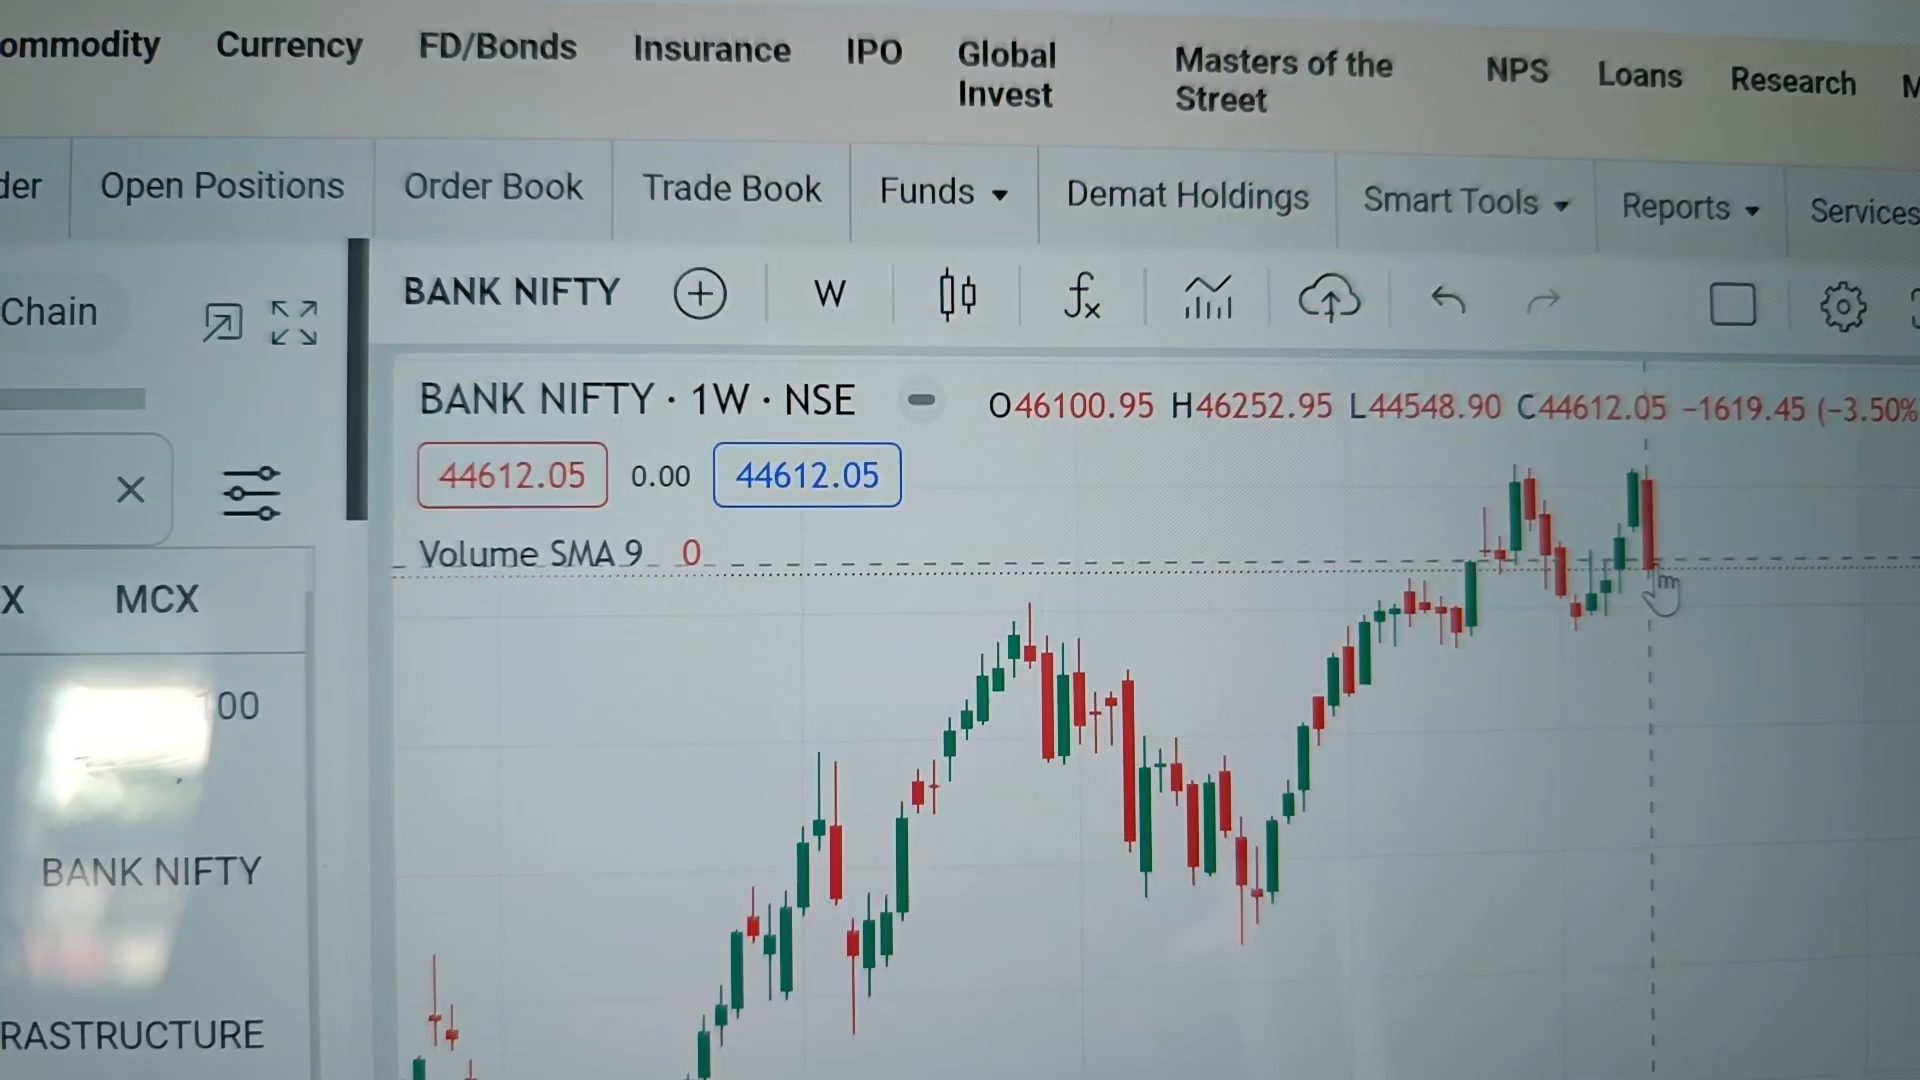 ommodity Currency FD/Bonds Insurance IPO Global Invest Masters of the Street NPS Loans Research M
der Open Positions Order Book Trade Book Funds Demat Holdings Smart Tools Reports Services
Chain
BANK NIFTY W fx
BANK NIFTY · 1W · NSE O46100.95 H46252.95 L44548.90 C44612.05 −1619.45 (−3.50%
44612.05 0.00 44612.05
Volume SMA 9 0
X MCX
00
BANK NIFTY
RASTRUCTURE